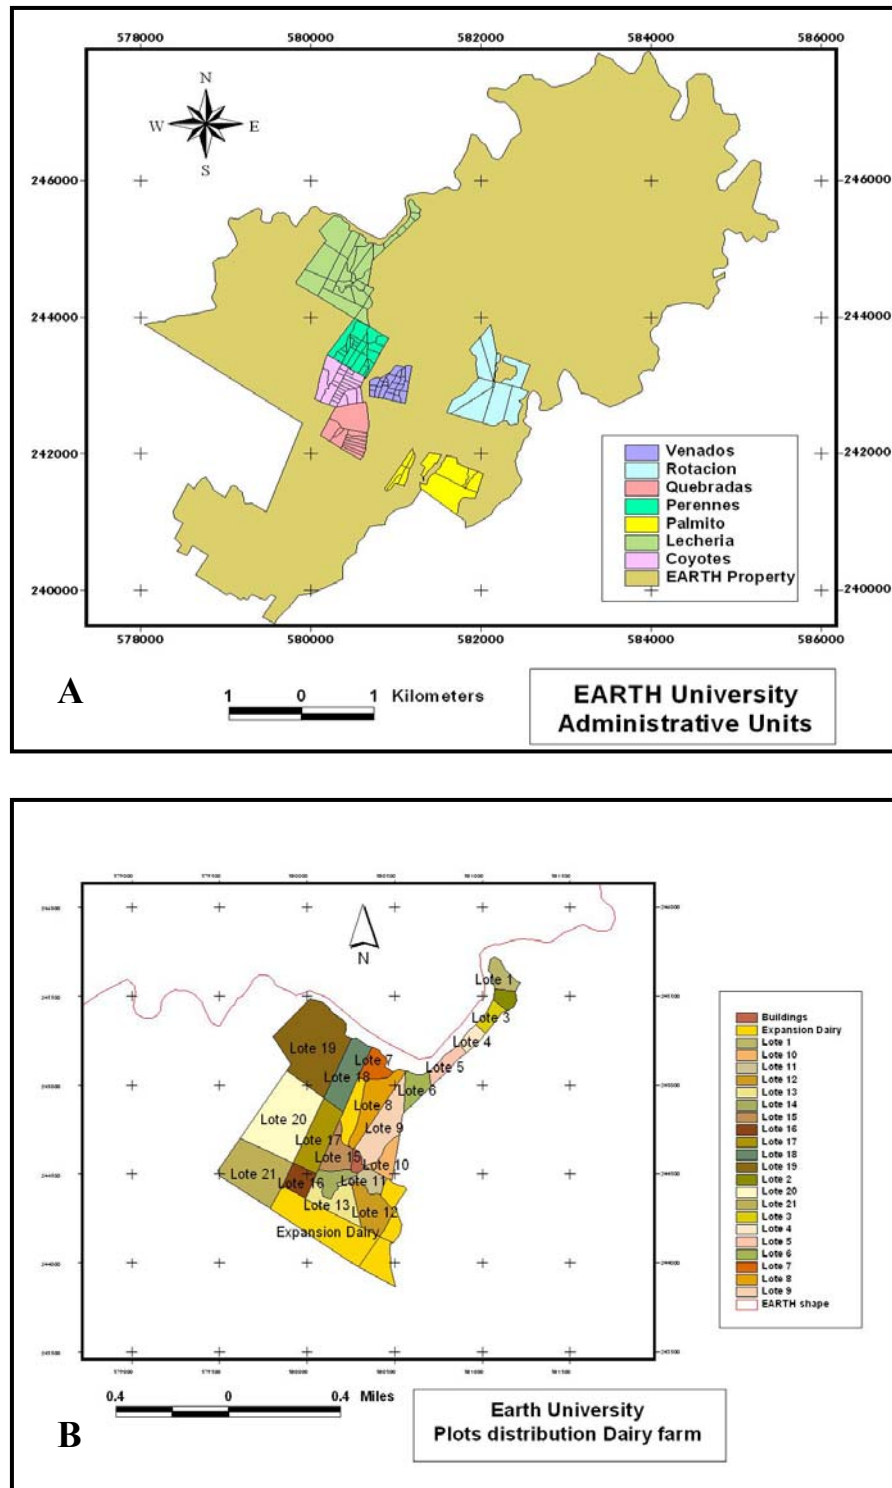 578000 580000 582000 584000 586000
N
W E
S
246000 246000
244000 244000
242000 242000
240000 240000
Venados
Rotacion
Quebradas
Perennes
Palmito
Lecheria
Coyotes
EARTH Property
578000 580000 582000 584000 586000
A
1 0 1 Kilometers
EARTH University
Administrative Units
N
Lote 1
Lote 3
Lote 4
Lote 5
Lote 6
Lote 7
Lote 19
Lote 18
Lote 8
Lote 20
Lote 9
Lote 17
Lote 15
Lote 10
Lote 21
Lote 16
Lote 11
Lote 13
Lote 12
Expansion Dairy
Buildings
Expansion Dairy
Lote 1
Lote 10
Lote 11
Lote 12
Lote 13
Lote 14
Lote 15
Lote 16
Lote 17
Lote 18
Lote 19
Lote 2
Lote 20
Lote 21
Lote 3
Lote 4
Lote 5
Lote 6
Lote 7
Lote 8
Lote 9
EARTH shape
0.4 0 0.4 Miles
B
Earth University
Plots distribution Dairy farm